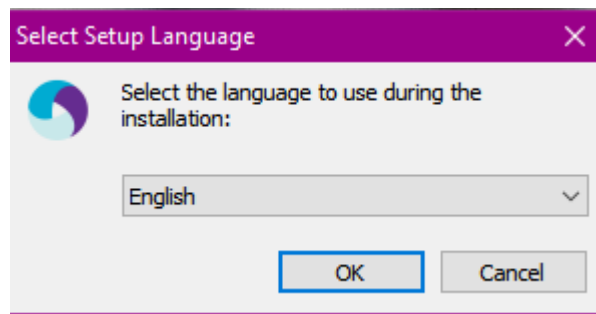 Select Setup Language
Select the language to use during the
installation:
English
OK
Cancel